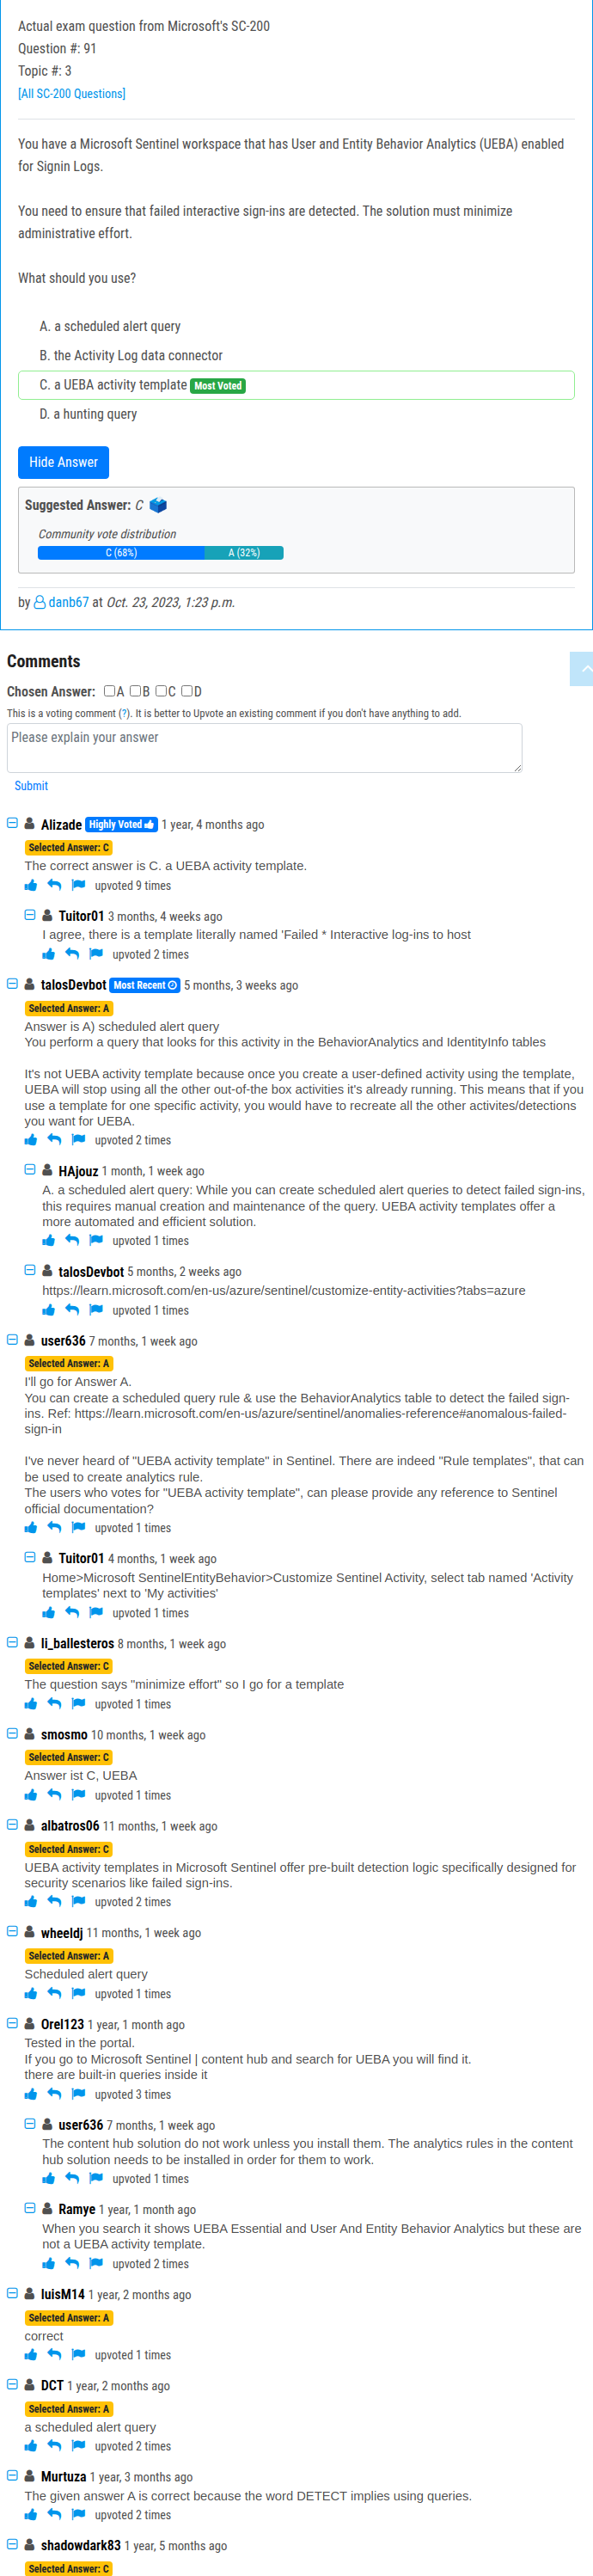 Actual exam question from Microsoft's SC-200
Question #: 91
Topic #: 3
[All SC-200 Questions]
You have a Microsoft Sentinel workspace that has User and Entity Behavior Analytics (UEBA) enabled
for Signin Logs.
You need to ensure that failed interactive sign-ins are detected. The solution must minimize
administrative effort.
What should you use?
A. a scheduled alert query
B. the Activity Log data connector
C. a UEBA activity template Most Voted
D. a hunting query
Hide Answer
Suggested Answer: C
Community vote distribution
C (68%) A (32%)
by danb67 at Oct. 23, 2023, 1:23 p.m.
Comments
Chosen Answer: A B C D
This is a voting comment (?). It is better to Upvote an existing comment if you don't have anything to add.
Please explain your answer
Submit
Alizade Highly Voted 1 year, 4 months ago
Selected Answer: C
The correct answer is C. a UEBA activity template.
upvoted 9 times
Tuitor01 3 months, 4 weeks ago
I agree, there is a template literally named 'Failed * Interactive log-ins to host
upvoted 2 times
talosDevbot Most Recent 5 months, 3 weeks ago
Selected Answer: A
Answer is A) scheduled alert query
You perform a query that looks for this activity in the BehaviorAnalytics and IdentityInfo tables
It's not UEBA activity template because once you create a user-defined activity using the template,
UEBA will stop using all the other out-of-the box activities it's already running. This means that if you
use a template for one specific activity, you would have to recreate all the other activites/detections
you want for UEBA.
upvoted 2 times
HAjouz 1 month, 1 week ago
A. a scheduled alert query: While you can create scheduled alert queries to detect failed sign-ins,
this requires manual creation and maintenance of the query. UEBA activity templates offer a
more automated and efficient solution.
upvoted 1 times
talosDevbot 5 months, 2 weeks ago
https://learn.microsoft.com/en-us/azure/sentinel/customize-entity-activities?tabs=azure
upvoted 1 times
user636 7 months, 1 week ago
Selected Answer: A
I'll go for Answer A.
You can create a scheduled query rule & use the BehaviorAnalytics table to detect the failed sign-
ins. Ref: https://learn.microsoft.com/en-us/azure/sentinel/anomalies-reference#anomalous-failed-
sign-in
I've never heard of "UEBA activity template" in Sentinel. There are indeed "Rule templates", that can
be used to create analytics rule.
The users who votes for "UEBA activity template", can please provide any reference to Sentinel
official documentation?
upvoted 1 times
Tuitor01 4 months, 1 week ago
Home>Microsoft SentinelEntityBehavior>Customize Sentinel Activity, select tab named 'Activity
templates' next to 'My activities'
upvoted 1 times
li_ballesteros 8 months, 1 week ago
Selected Answer: C
The question says "minimize effort" so I go for a template
upvoted 1 times
smosmo 10 months, 1 week ago
Selected Answer: C
Answer ist C, UEBA
upvoted 1 times
albatros06 11 months, 1 week ago
Selected Answer: C
UEBA activity templates in Microsoft Sentinel offer pre-built detection logic specifically designed for
security scenarios like failed sign-ins.
upvoted 2 times
wheeldj 11 months, 1 week ago
Selected Answer: A
Scheduled alert query
upvoted 1 times
Orel123 1 year, 1 month ago
Tested in the portal.
If you go to Microsoft Sentinel | content hub and search for UEBA you will find it.
there are built-in queries inside it
upvoted 3 times
user636 7 months, 1 week ago
The content hub solution do not work unless you install them. The analytics rules in the content
hub solution needs to be installed in order for them to work.
upvoted 1 times
Ramye 1 year, 1 month ago
When you search it shows UEBA Essential and User And Entity Behavior Analytics but these are
not a UEBA activity template.
upvoted 2 times
luisM14 1 year, 2 months ago
Selected Answer: A
correct
upvoted 1 times
DCT 1 year, 2 months ago
Selected Answer: A
a scheduled alert query
upvoted 2 times
Murtuza 1 year, 3 months ago
The given answer A is correct because the word DETECT implies using queries.
upvoted 2 times
shadowdark83 1 year, 5 months ago
Selected Answer: C